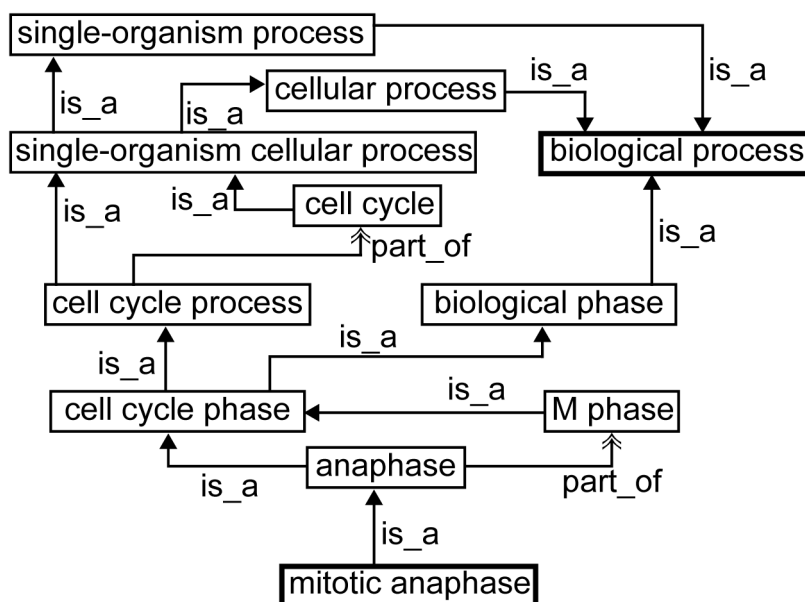 single-organism process
is_a
is_a
is_a
cellular process
is_a
single-organism cellular process
biological process
is_a
is_a
cell cycle
is_a
part_of
cell cycle process
biological phase
is_a
is_a
cell cycle phase
is_a
M phase
anaphase
is_a
part_of
is_a
mitotic anaphase